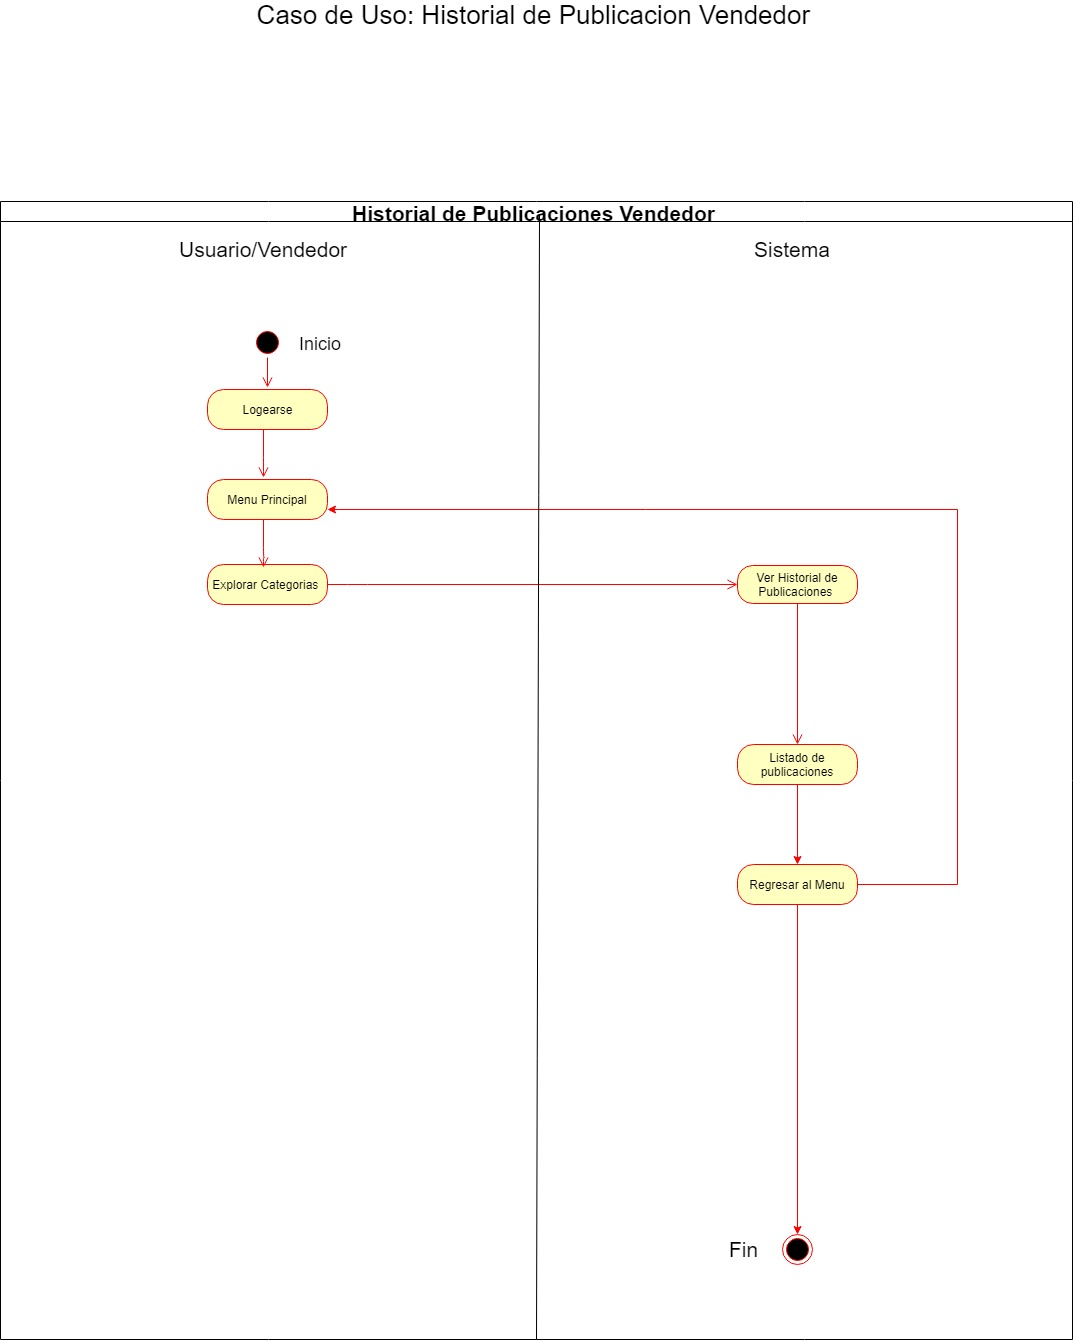 Caso de Uso: Historial de Publicacion Vendedor
Historial de Publicaciones Vendedor
Usuario/Vendedor
Sistema
Inicio
Logearse
Menu Principal
Explorar Categorias
Ver Historial de
Publicaciones
Listado de
publicaciones
Regresar al Menu
Fin